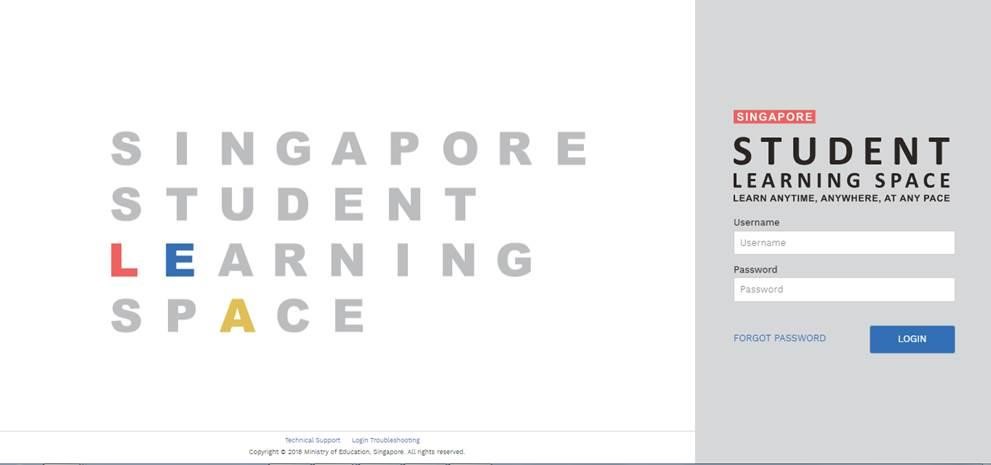 SINGAPORE
STUDENT
LEARNING
SPACE
Technical Support Login Troubleshooting
Copyright © 2018 Ministry of Education, Singapore. All rights reserved.
SINGAPORE
STUDENT
LEARNING SPACE
LEARN ANYTIME, ANYWHERE, AT ANY PACE
Username
Username
Password
Password
FORGOT PASSWORD LOGIN